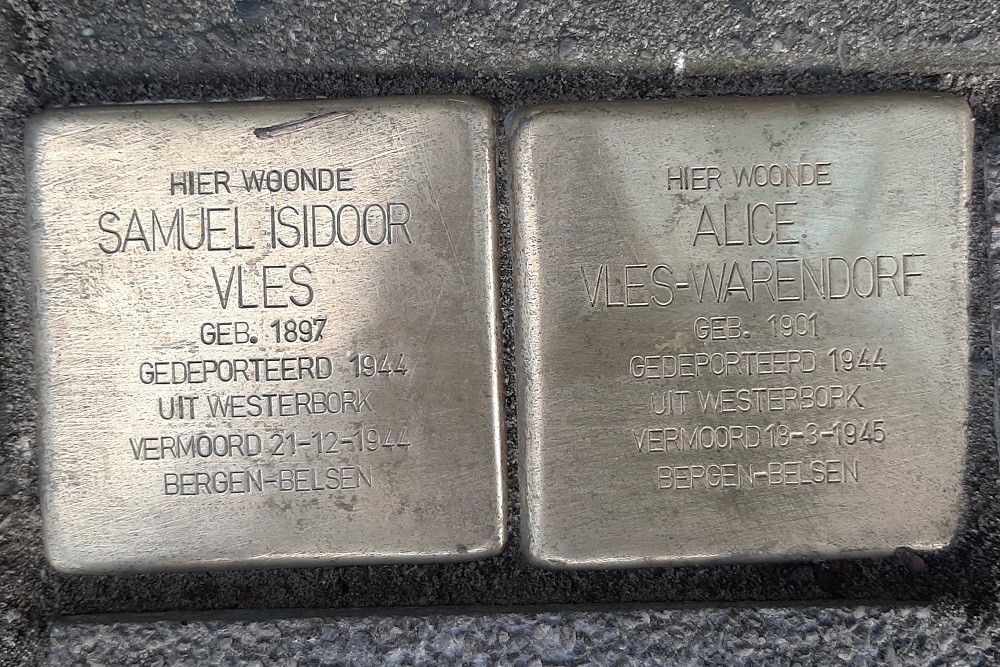 HIER WOONDE
SAMUEL ISIDOOR
VLES
GEB. 1897
GEDEPORTEERD 1944
UIT WESTERBORK
VERMOORD 21-12-1944
BERGEN-BELSEN
HIER WOONDE
ALICE
VLES-WARENDORF
GEB. 1901
GEDEPORTEERD 1944
UIT WESTERBORK
VERMOORD 18-3-1945
BERGEN-BELSEN